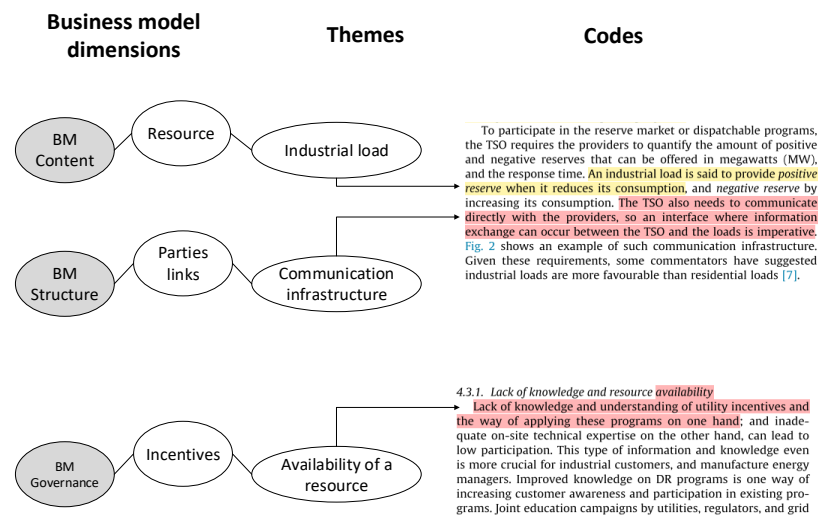 Business model
dimensions
Themes
Codes
BM
Content
Resource
Industrial load
To participate in the reserve market or dispatchable programs,
the TSO requires the providers to quantify the amount of positive
and negative reserves that can be offered in megawatts (MW),
and the response time. An industrial load is said to provide positive
reserve when it reduces its consumption, and negative reserve by
increasing its consumption. The TSO also needs to communicate
directly with the providers, so an interface where information
exchange can occur between the TSO and the loads is imperative.
Fig. 2 shows an example of such communication infrastructure.
Given these requirements, some commentators have suggested
industrial loads are more favourable than residential loads [7].
BM
Structure
Parties
links
Communication
infrastructure
BM
Governance
Incentives
Availability of a
resource
4.3.1. Lack of knowledge and resource availability
Lack of knowledge and understanding of utility incentives and
the way of applying these programs on one hand; and inade-
quate on-site technical expertise on the other hand, can lead to
low participation. This type of information and knowledge even
is more crucial for industrial customers, and manufacture energy
managers. Improved knowledge on DR programs is one way of
increasing customer awareness and participation in existing pro-
grams. Joint education campaigns by utilities, regulators, and grid